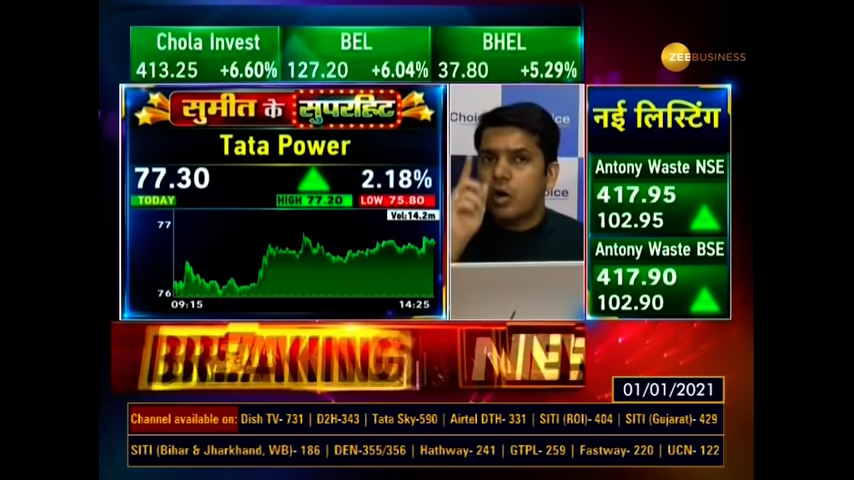 Chola Invest
413.25 +6.60%
BEL
127.20 +6.04%
BHEL
37.80 +5.29%
ZEEBUSINESS
सुमीत के सुपरहिट
Tata Power
77.30 2.18%
TODAY HIGH 77.20 LOW 75.80
Vol:14.2m
77
76
09:15 14:25
Choice
ice
oice
नई लिस्टिंग
Antony Waste NSE
417.95
102.95
Antony Waste BSE
417.90
102.90
BREAKING NE
01/01/2021
Channel available on: Dish TV- 731 | D2H-343 | Tata Sky-590 | Airtel DTH- 331 | SITI (ROI)- 404 | SITI (Gujarat)- 429
SITI (Bihar & Jharkhand, WB)- 186 | DEN-355/356 | Hathway-241 | GTPL- 259 | Fastway- 220 | UCN- 122